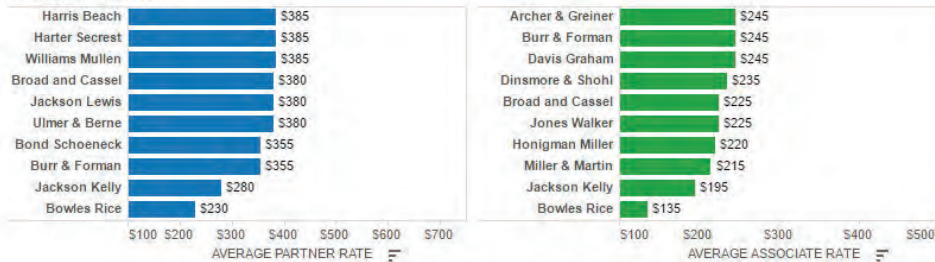 Harris Beach $385
Harter Secrest $385
Williams Mullen $385
Broad and Cassel $380
Jackson Lewis $380
Ulmer & Berne $380
Bond Schoeneck $355
Burr & Forman $355
Jackson Kelly $280
Bowles Rice $230
$100 $200 $300 $400 $500 $600 $700
AVERAGE PARTNER RATE
Archer & Greiner $245
Burr & Forman $245
Davis Graham $245
Dinsmore & Shohl $235
Broad and Cassel $225
Jones Walker $225
Honigman Miller $220
Miller & Martin $215
Jackson Kelly $195
Bowles Rice $135
$100 $200 $300 $400 $500
AVERAGE ASSOCIATE RATE